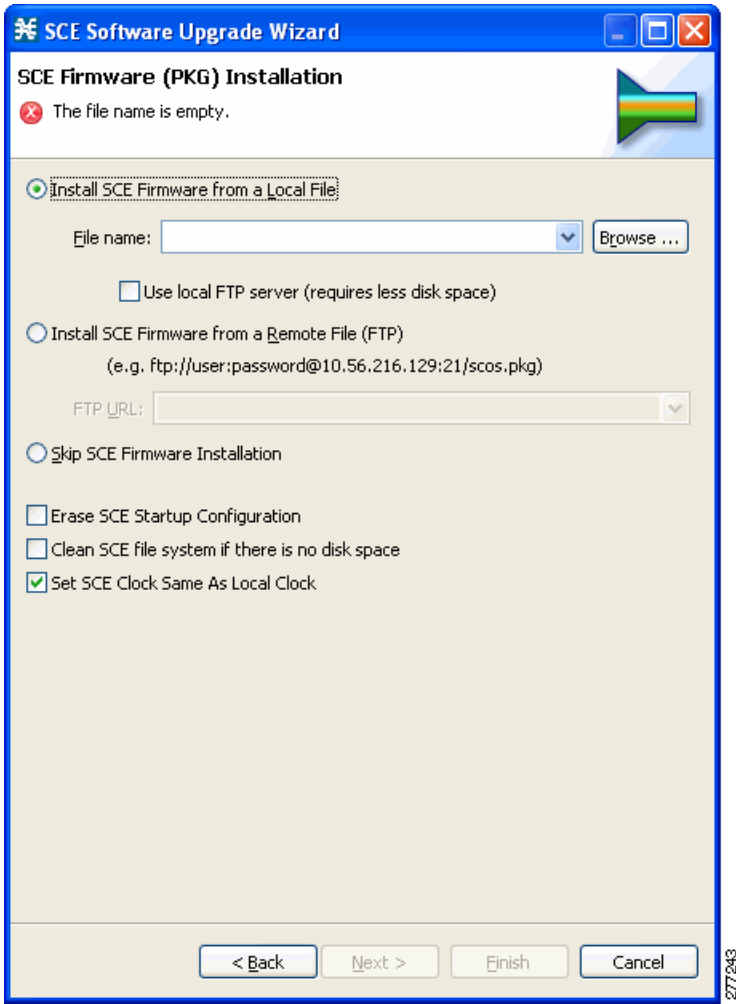 SCE Software Upgrade Wizard
SCE Firmware (PKG) Installation
The file name is empty.
Install SCE Firmware from a Local File
File name:
Browse ...
Use local FTP server (requires less disk space)
Install SCE Firmware from a Remote File (FTP)
(e.g. ftp://user:password@10.56.216.129:21/scos.pkg)
FTP URL:
Skip SCE Firmware Installation
Erase SCE Startup Configuration
Clean SCE file system if there is no disk space
Set SCE Clock Same As Local Clock
< Back
Next >
Finish
Cancel
277243